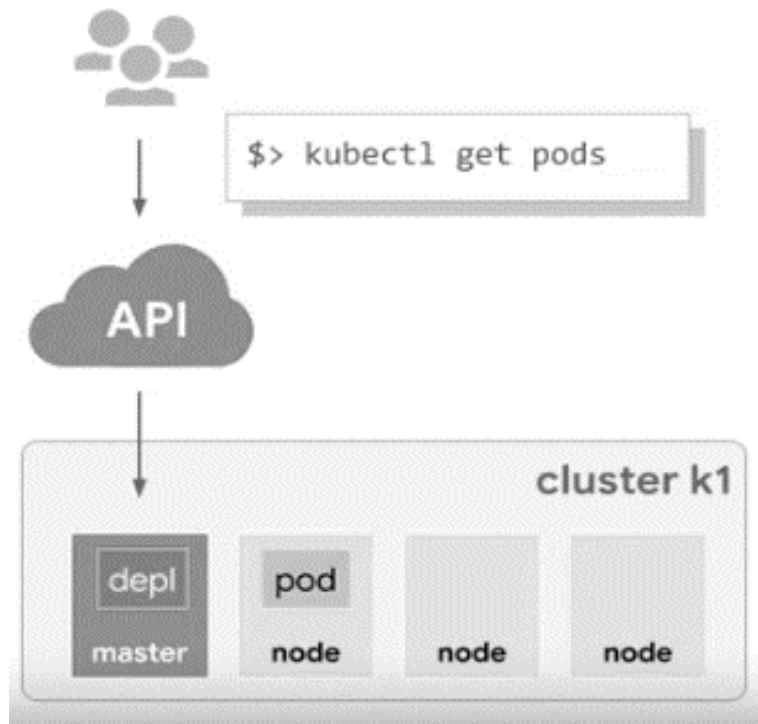 $> kubectl get pods
API
cluster k1
depl
pod
master
node
node
node